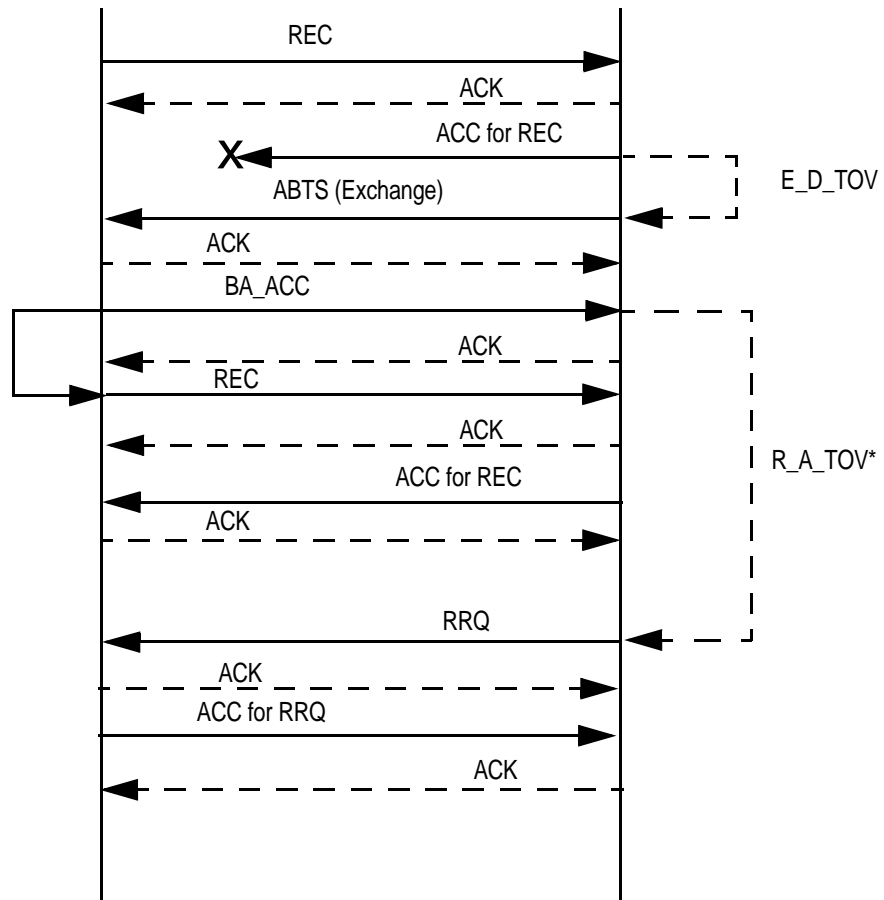 REC
ACK
ACC for REC
X
E_D_TOV
ABTS (Exchange)
ACK
BA_ACC
ACK
REC
ACK
R_A_TOV*
ACC for REC
ACK
RRQ
ACK
ACC for RRQ
ACK